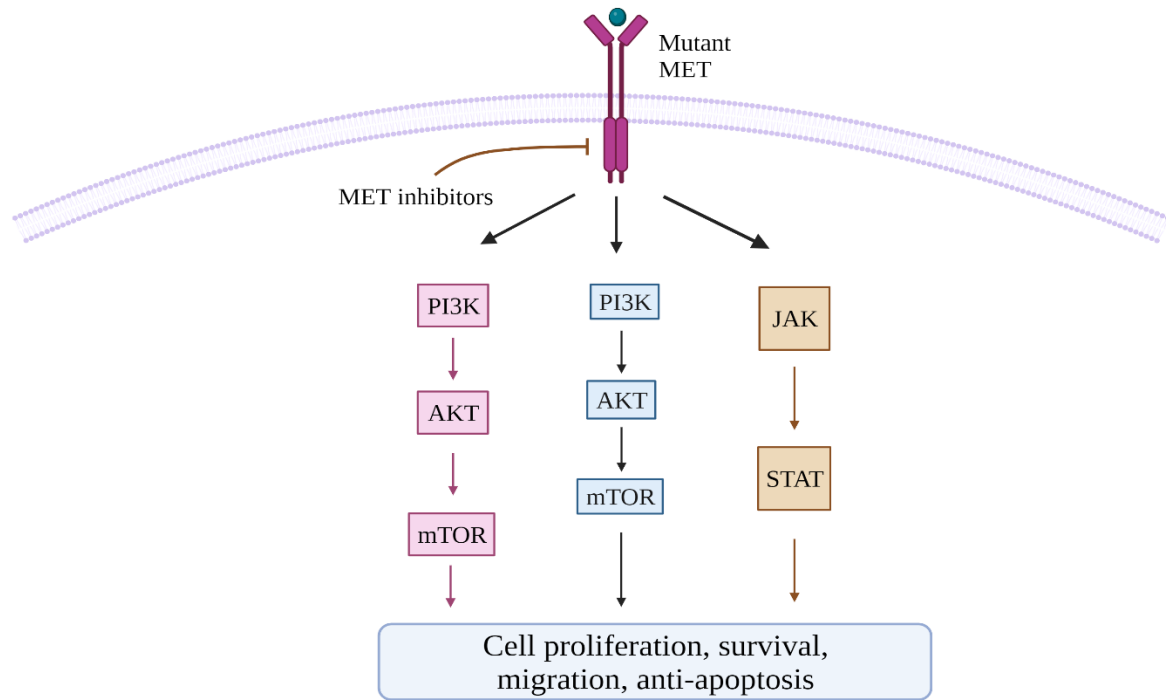 Mutant
MET
MET inhibitors
PI3K
AKT
mTOR
PI3K
AKT
mTOR
JAK
STAT
Cell proliferation, survival,
migration, anti-apoptosis